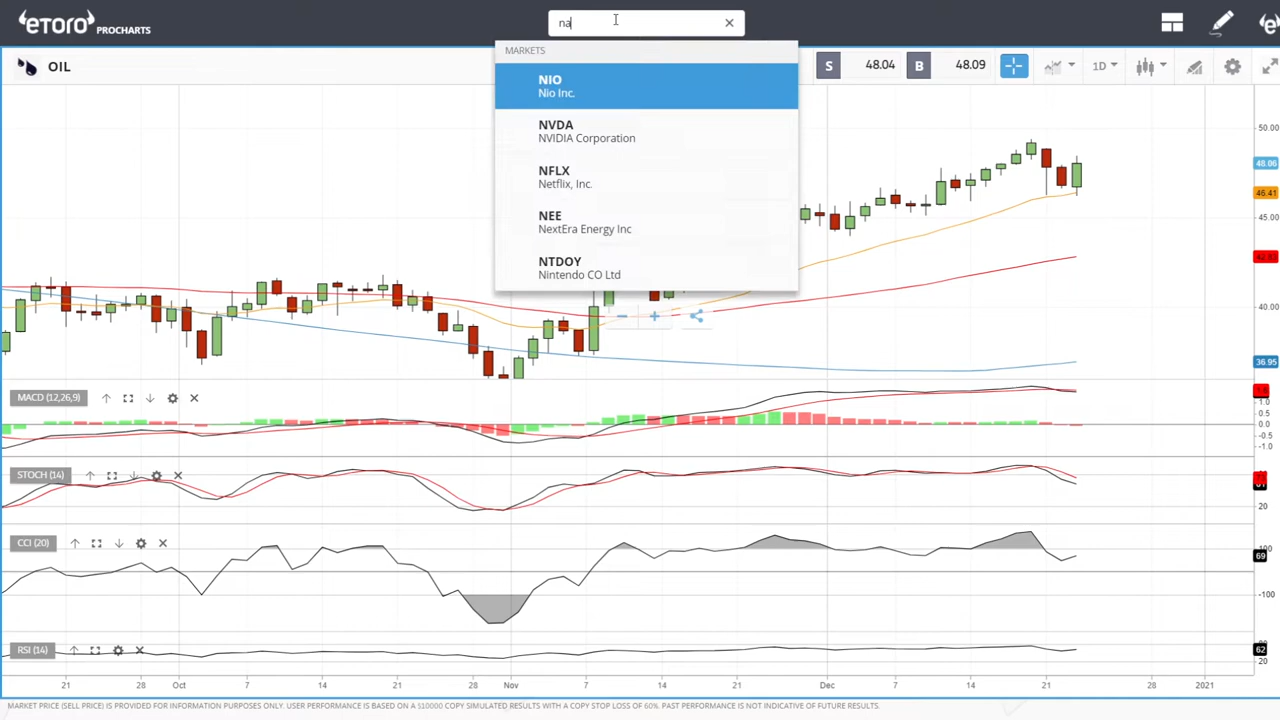 etoro PROCHARTS
na
MARKETS
NIO
Nio Inc.
NVDA
NVIDIA Corporation
NFLX
Netflix, Inc.
NEE
NextEra Energy Inc
NTDOY
Nintendo CO Ltd
OIL
S 48.04 B 48.09 1D
50.00
48.06
46.41
45.00
40.00
36.95
MACD (12,26,9)
1.0
0.5
0.0
-0.5
-1.0
STOCH (14)
20
CCI (20)
69
-100
RSI (14)
62
20
21 28 Oct 7 14 21 28 Nov 7 14 21 Dec 7 14 21 28 2021
MARKET PRICE (SELL PRICE) IS PROVIDED FOR INFORMATION PURPOSES ONLY. USER PERFORMANCE IS BASED ON A $10000 COPY SIMULATED RESULTS WITH A COPY STOP LOSS OF 60%. PAST PERFORMANCE IS NOT INDICATIVE OF FUTURE RESULTS.